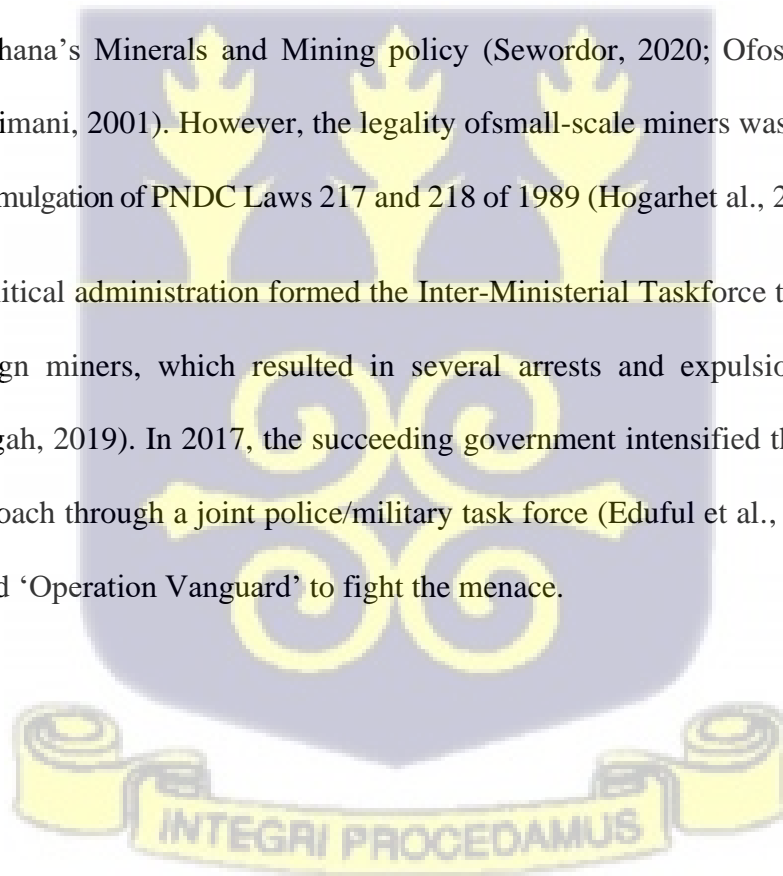 hana’s Minerals and Mining policy (Sewordor, 2020; Ofos
imani, 2001). However, the legality ofsmall-scale miners was
mulgation of PNDC Laws 217 and 218 of 1989 (Hogarhet al., 2
litical administration formed the Inter-Ministerial Taskforce t
ign miners, which resulted in several arrests and expulsio
gah, 2019). In 2017, the succeeding government intensified th
oach through a joint police/military task force (Eduful et al.,
d ‘Operation Vanguard’ to fight the menace.
INTEGRI PROCEDAMUS